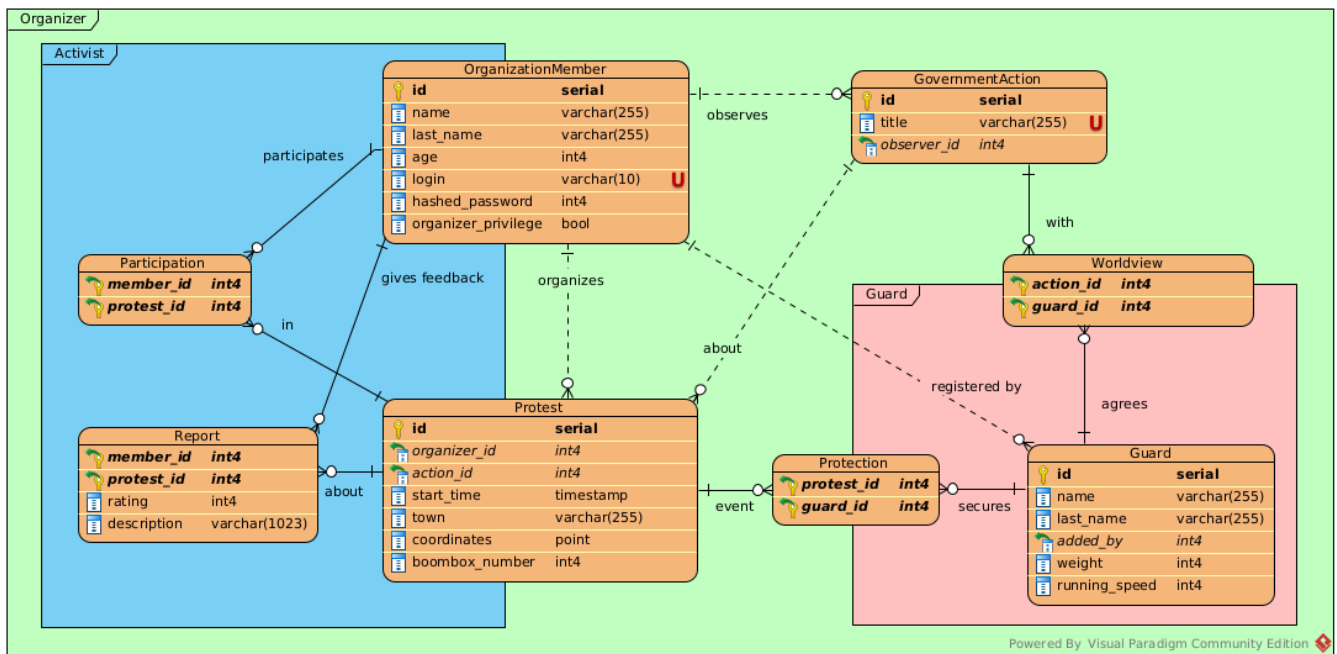 Organizer
Activist
OrganizationMember
id serial
name varchar(255)
last_name varchar(255)
age int4
login varchar(10) U
hashed_password int4
organizer_privilege bool
GovernmentAction
id serial
title varchar(255) U
observer_id int4
observes
participates
with
Participation
member_id int4
protest_id int4
gives feedback
organizes
Worldview
action_id int4
guard_id int4
Guard
in
about
registered by
agrees
Protest
id serial
organizer_id int4
action_id int4
start_time timestamp
town varchar(255)
coordinates point
boombox_number int4
Report
member_id int4
protest_id int4
rating int4
description varchar(1023)
about
event
Protection
protest_id int4
guard_id int4
secures
Guard
id serial
name varchar(255)
last_name varchar(255)
added_by int4
weight int4
running_speed int4
Powered By Visual Paradigm Community Edition